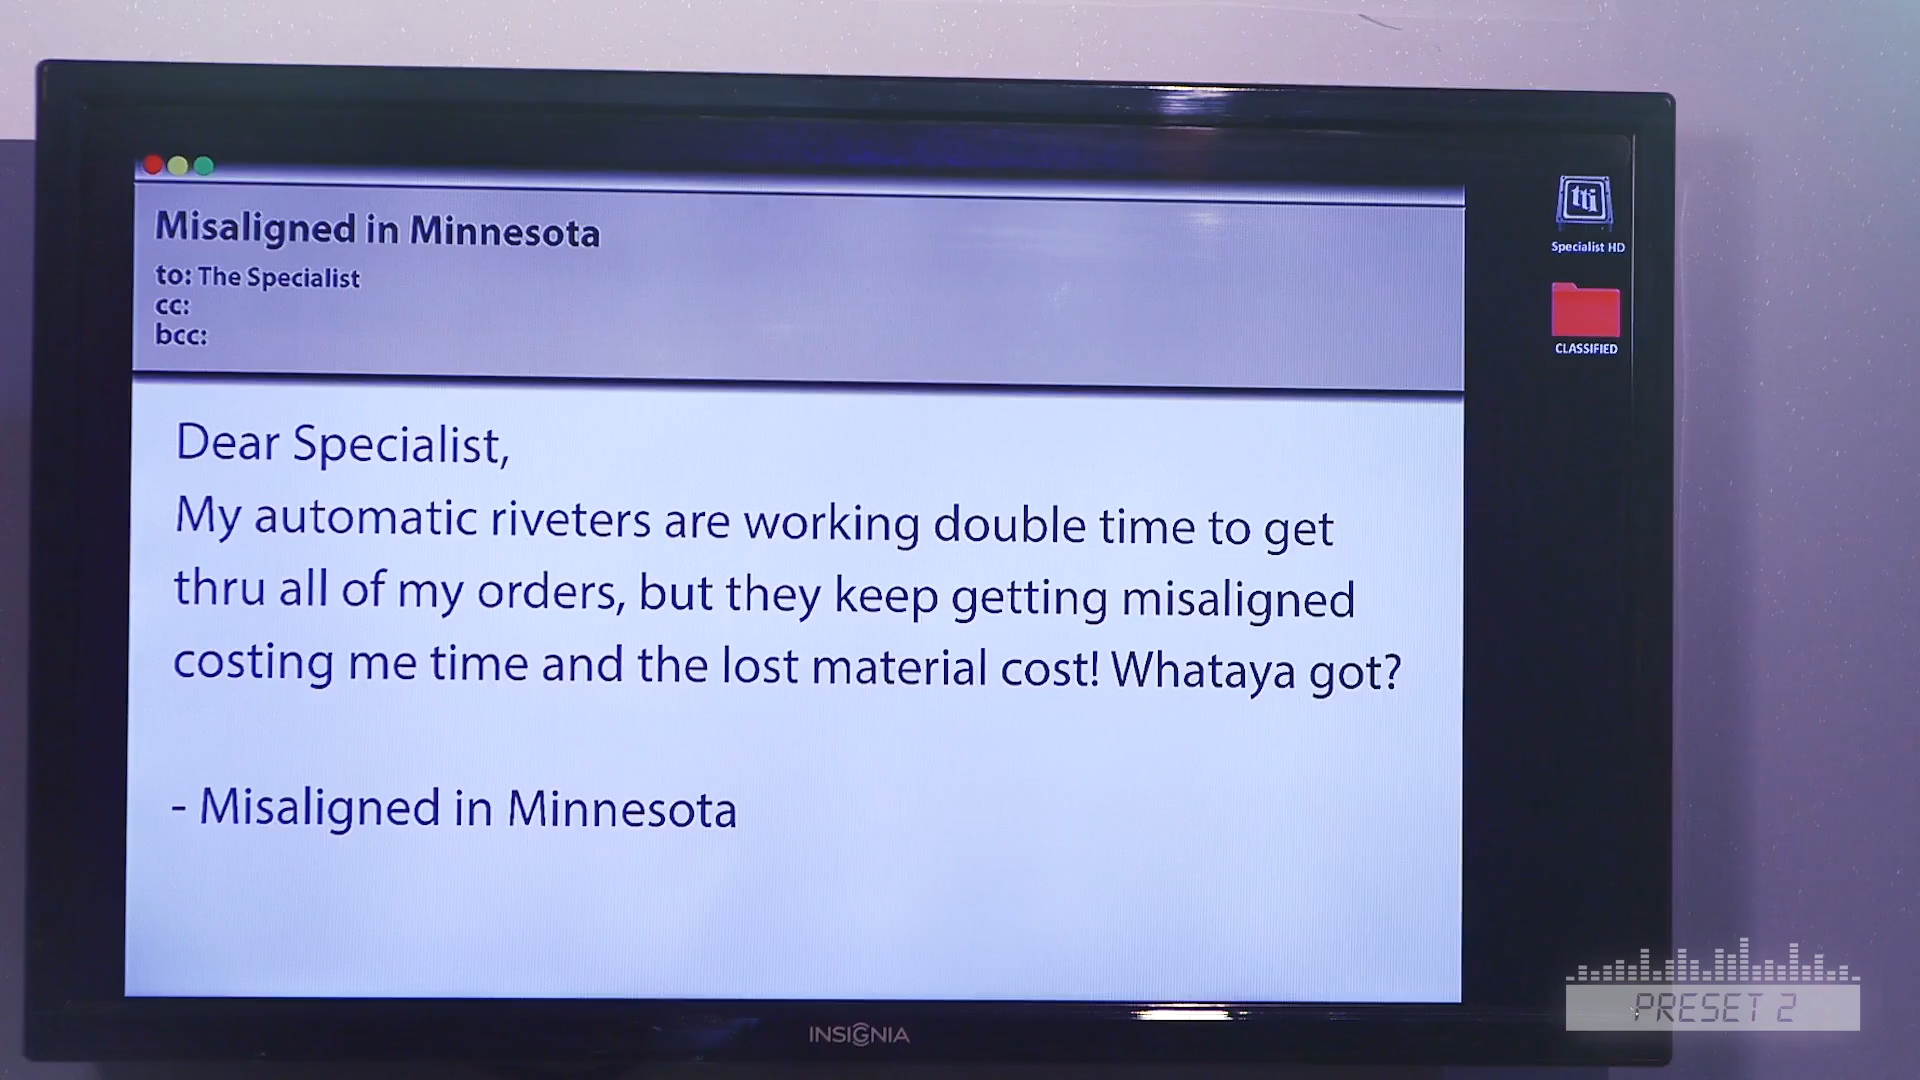 Misaligned in Minnesota
to: The Specialist
cc:
bcc:
Dear Specialist,
My automatic riveters are working double time to get
thru all of my orders, but they keep getting misaligned
costing me time and the lost material cost! Whataya got?
- Misaligned in Minnesota
tti
Specialist HD
CLASSIFIED
INSIGNIA
PRESET 2